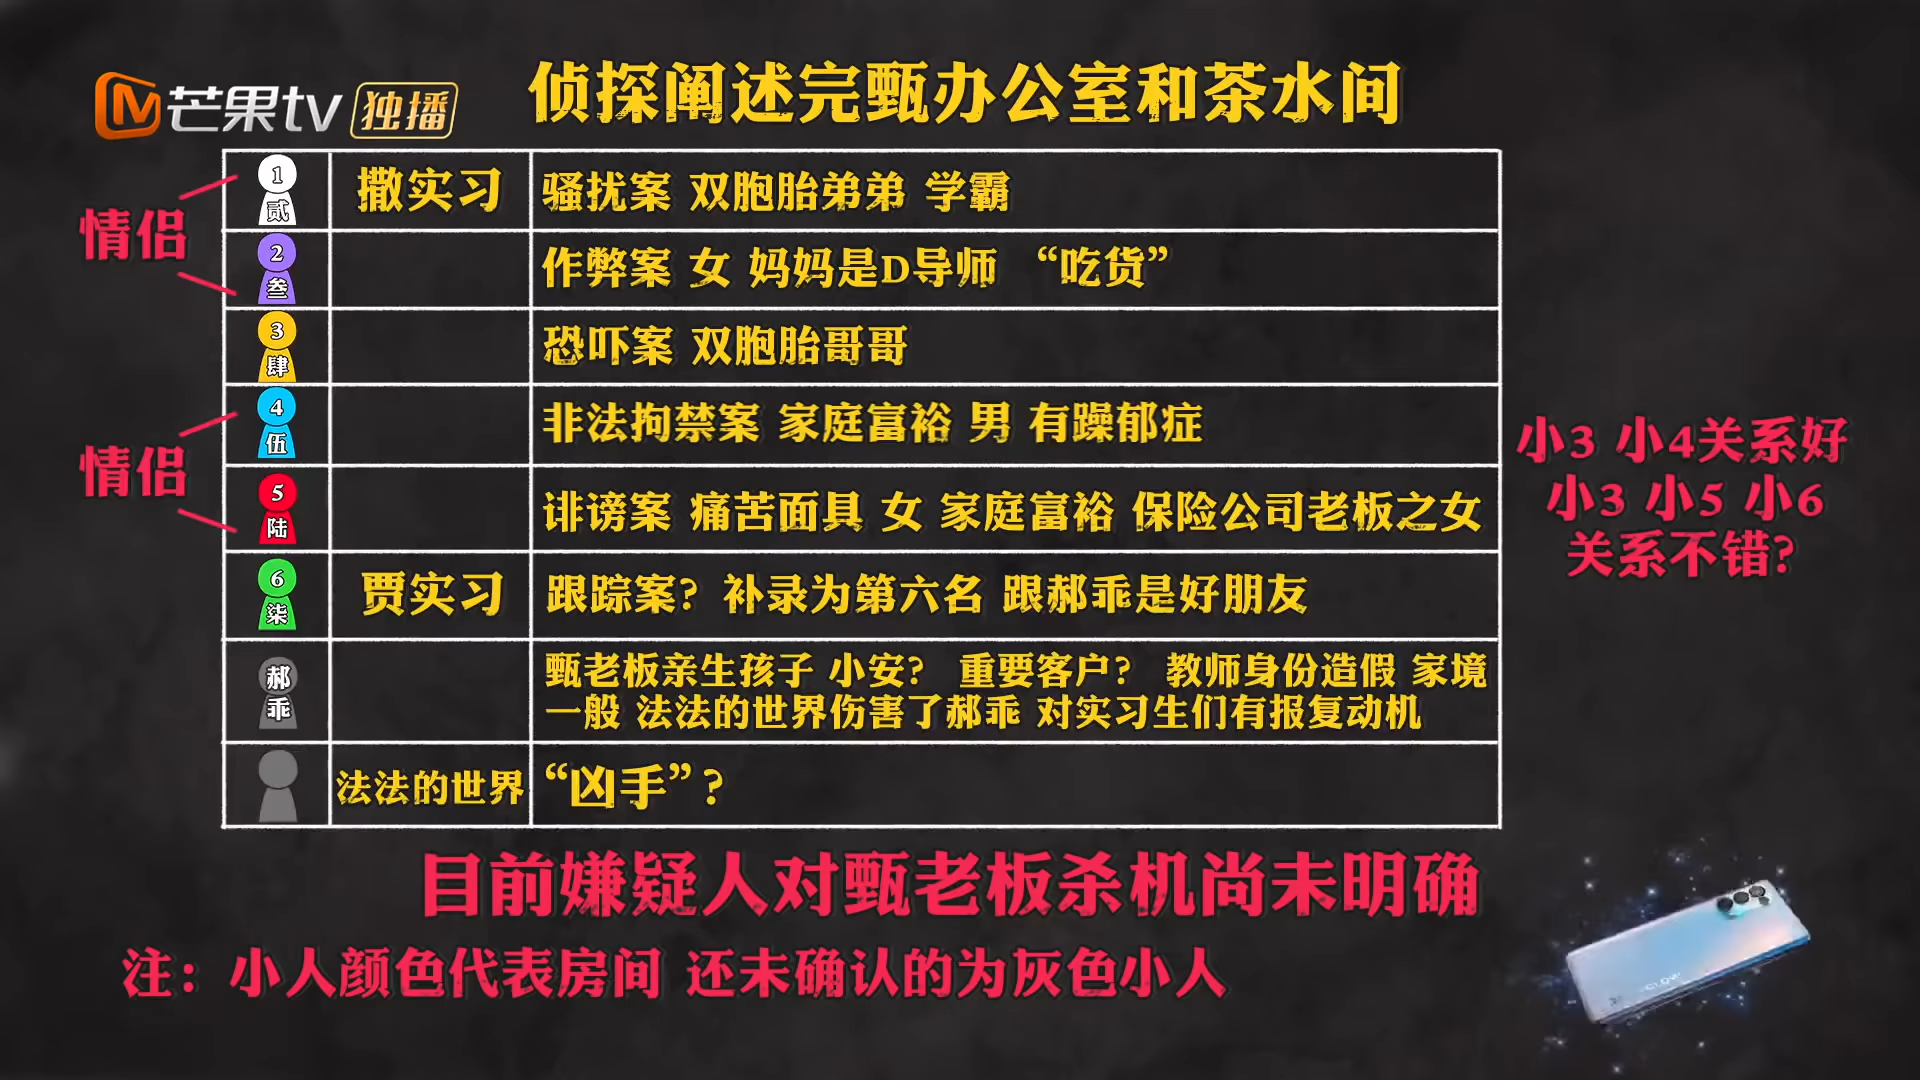 芒果tv 独播
侦探阐述完甄办公室和茶水间
情侣
1 贰 撒实习 骚扰案 双胞胎弟弟 学霸
2 叁 作弊案 女 妈妈是D导师 “吃货”
3 肆 恐吓案 双胞胎哥哥
情侣
4 伍 非法拘禁案 家庭富裕 男 有躁郁症
5 陆 诽谤案 痛苦面具 女 家庭富裕 保险公司老板之女
6 柒 贾实习 跟踪案？ 补录为第六名 跟郝乖是好朋友
郝乖 甄老板亲生孩子 小安？ 重要客户？ 教师身份造假 家境
一般 法法的世界伤害了郝乖 对实习生们有报复动机
法法的世界 “凶手”？
小3 小4关系好
小3 小5 小6
关系不错?
目前嫌疑人对甄老板杀机尚未明确
注：小人颜色代表房间 还未确认的为灰色小人